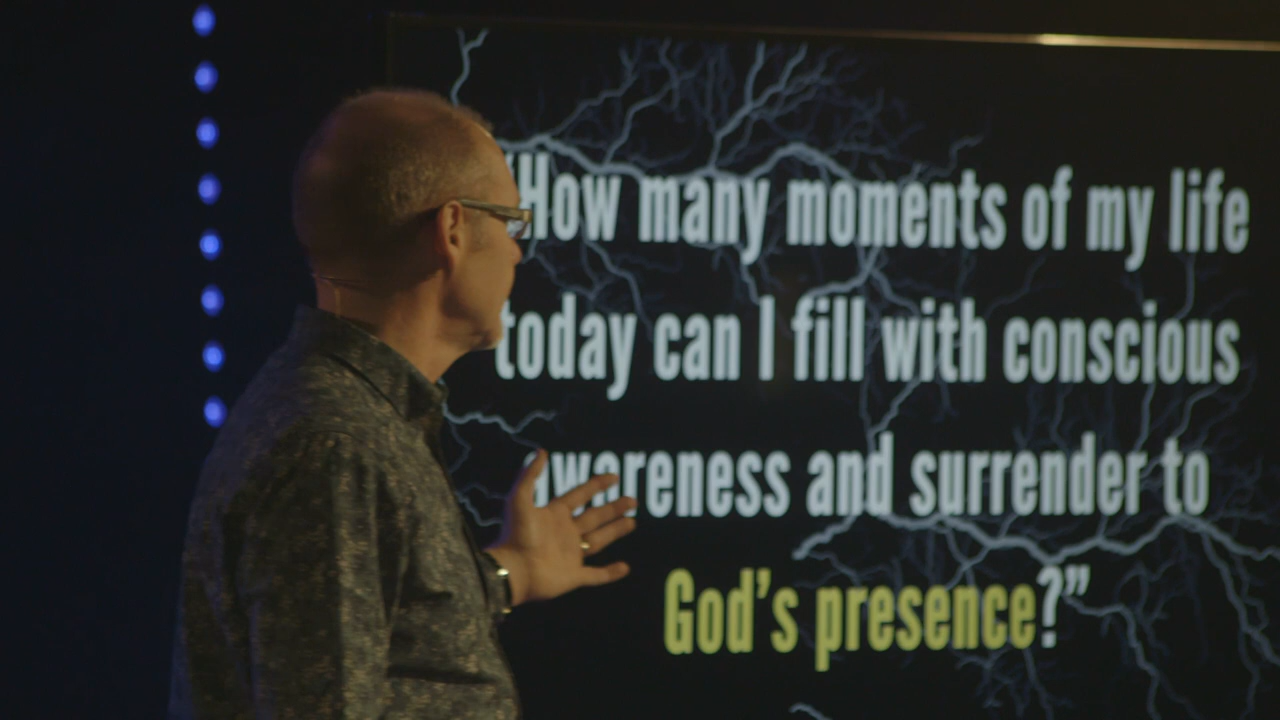 “How many moments of my life
today can I fill with conscious
awareness and surrender to
God's presence?”